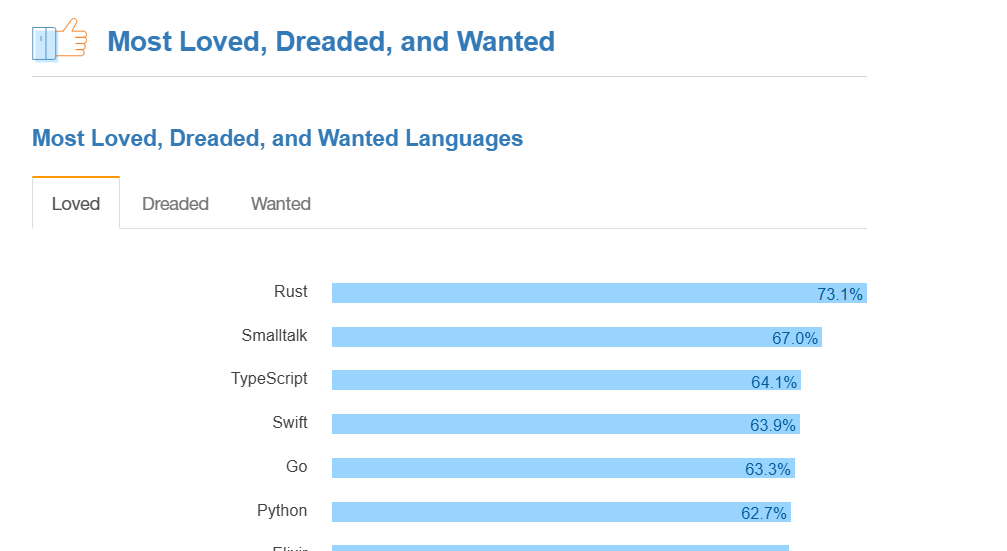 Most Loved, Dreaded, and Wanted
Most Loved, Dreaded, and Wanted Languages
Loved Dreaded Wanted
Rust 73.1%
Smalltalk 67.0%
TypeScript 64.1%
Swift 63.9%
Go 63.3%
Python 62.7%